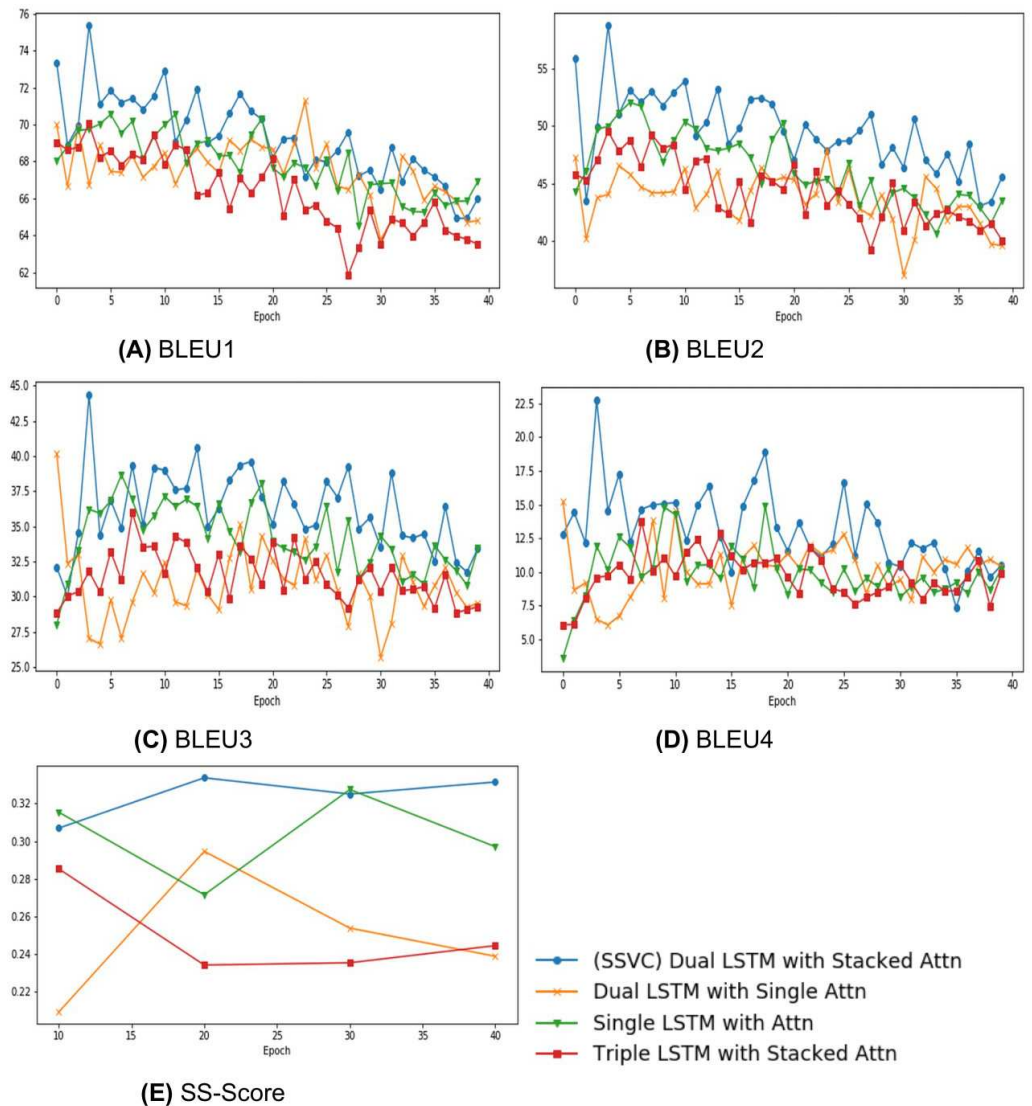 76
74
72
70
68
66
64
62
0 5 10 15 20 25 30 35 40
Epoch
(A) BLEU1
55
50
45
40
0 5 10 15 20 25 30 35 40
Epoch
(B) BLEU2
45.0
42.5
40.0
37.5
35.0
32.5
30.0
27.5
25.0
0 5 10 15 20 25 30 35 40
Epoch
(C) BLEU3
22.5
20.0
17.5
15.0
12.5
10.0
7.5
5.0
0 5 10 15 20 25 30 35 40
Epoch
(D) BLEU4
0.32
0.30
0.28
0.26
0.24
0.22
10 15 20 25 30 35 40
Epoch
(E) SS-Score
(SSVC) Dual LSTM with Stacked Attn
Dual LSTM with Single Attn
Single LSTM with Attn
Triple LSTM with Stacked Attn